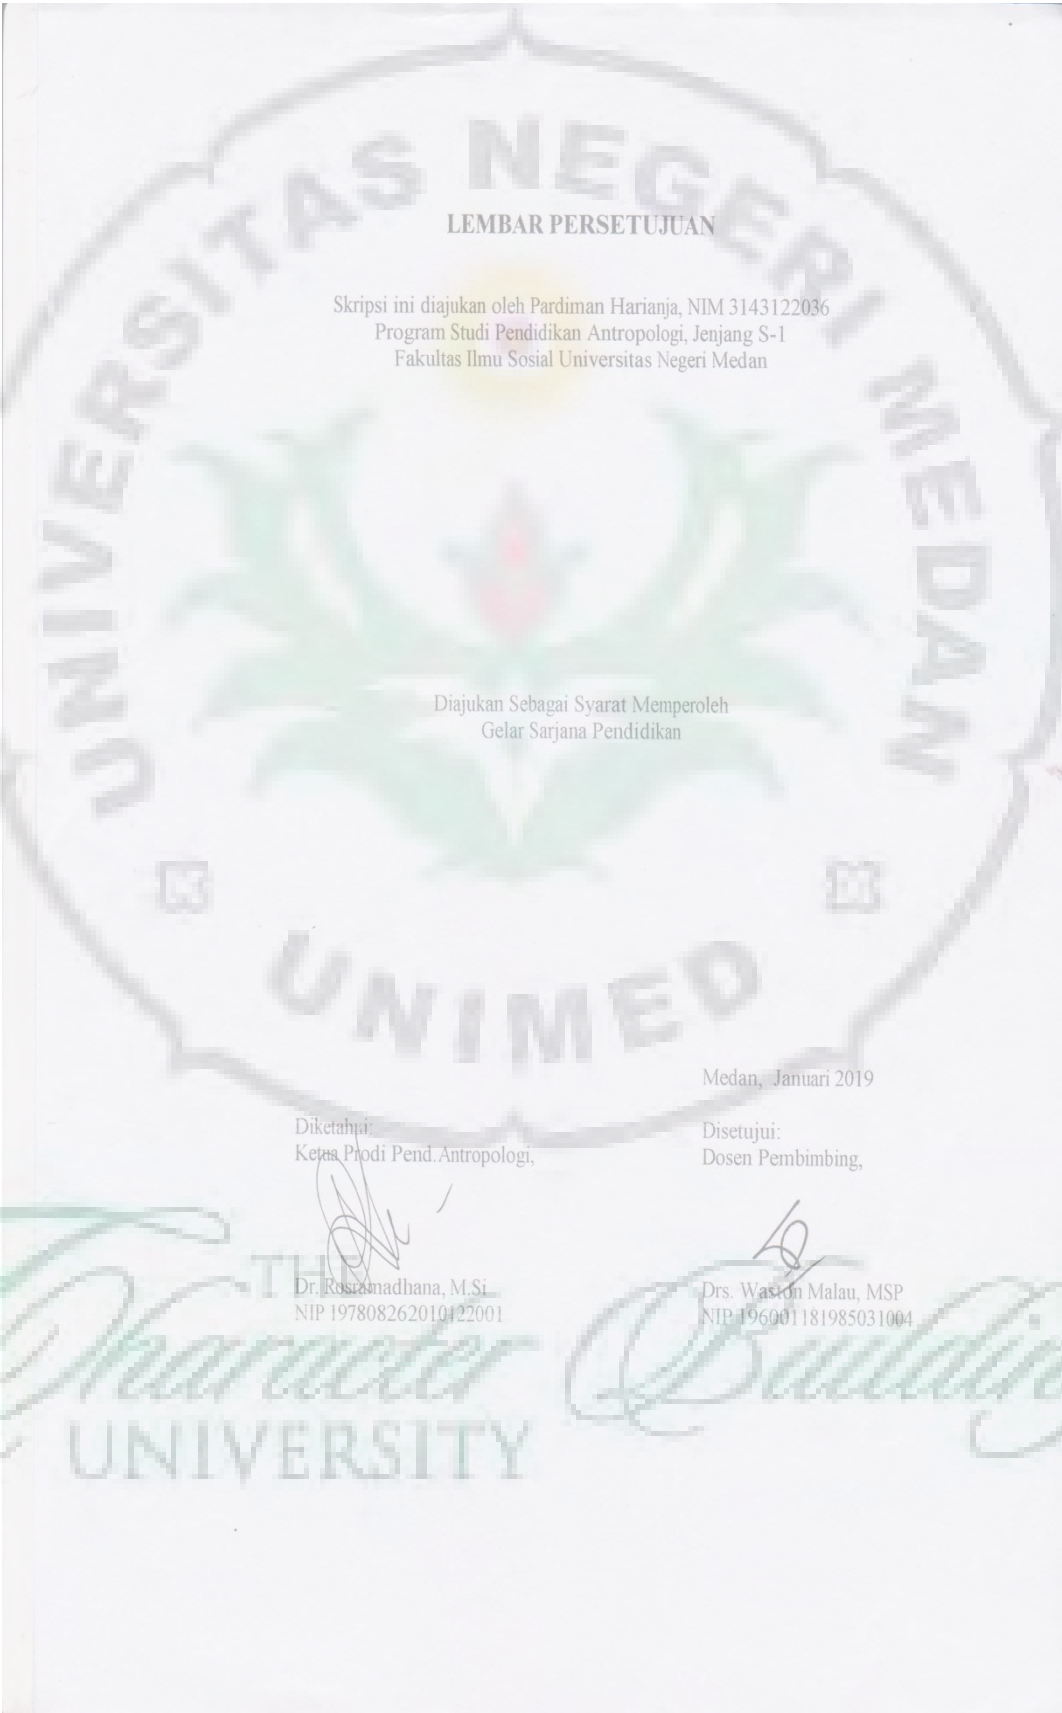 UNIVERSITAS NEGERI MEDAN
LEMBAR PERSETUJUAN
Skripsi ini diajukan oleh Pardiman Harianja, NIM 3143122036
Program Studi Pendidikan Antropologi, Jenjang S-1
Fakultas Ilmu Sosial Universitas Negeri Medan
Diajukan Sebagai Syarat Memperoleh
Gelar Sarjana Pendidikan
UNIMED
Medan, Januari 2019
Diketahui:
Ketua Prodi Pend.Antropologi,
Disetujui:
Dosen Pembimbing,
Dr. Rosramadhana, M.Si
NIP 197808262010122001
Drs. Waston Malau, MSP
NIP 196001181985031004
THE
Character Buildin
UNIVERSITY